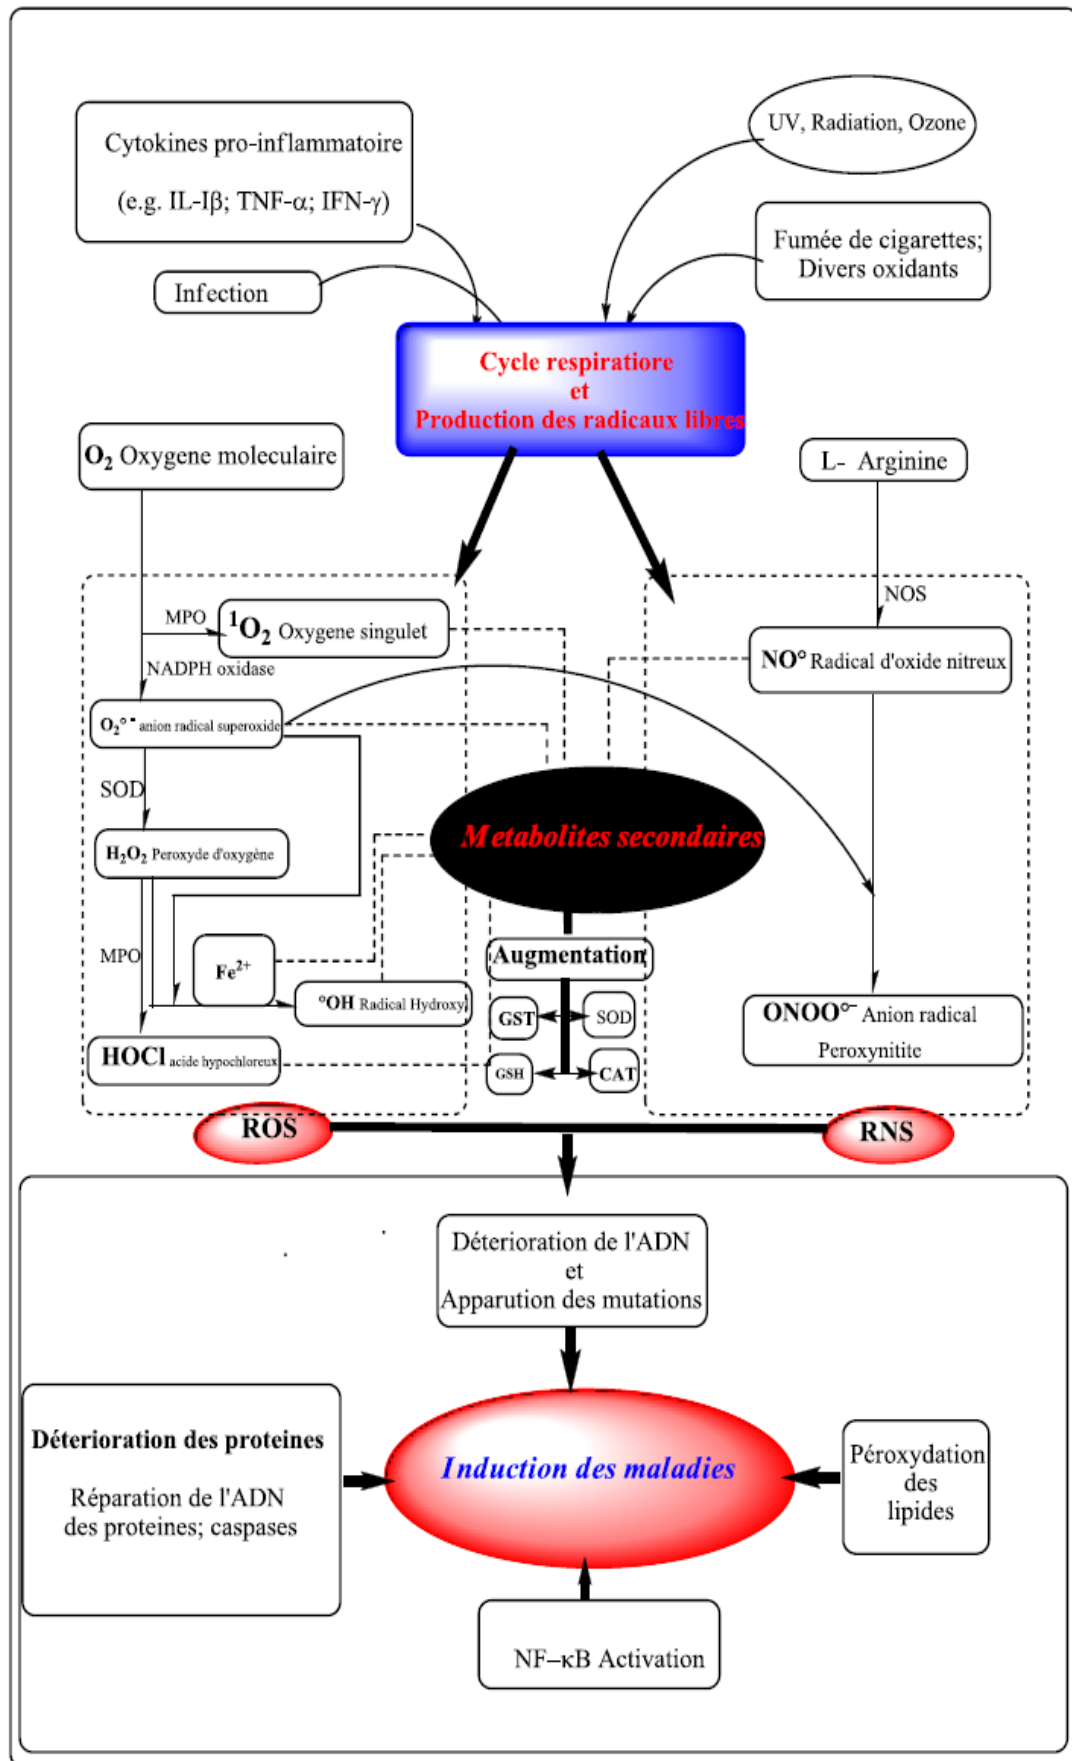 Cytokines pro-inflammatoire
(e.g. IL-Iβ; TNF-α; IFN-γ)
UV, Radiation, Ozone
Fumée de cigarettes;
Divers oxidants
Infection
Cycle respiratiore
et
Production des radicaux libres
O₂ Oxygene moleculaire
L- Arginine
MPO
¹O₂ Oxygene singulet
NADPH oxidase
NOS
NO° Radical d'oxide nitreux
O₂°⁻ anion radical superoxide
SOD
H₂O₂ Peroxyde d'oxygène
Metabolites secondaires
MPO
Fe²⁺
°OH Radical Hydroxy
HOCl acide hypochloreux
Augmentation
GST
SOD
GSH
CAT
ONOO°⁻ Anion radical
Peroxynitite
ROS
RNS
Déterioration de l'ADN
et
Apparution des mutations
Déterioration des proteines
Réparation de l'ADN
des proteines; caspases
Induction des maladies
Péroxydation
des
lipides
NF–κB Activation